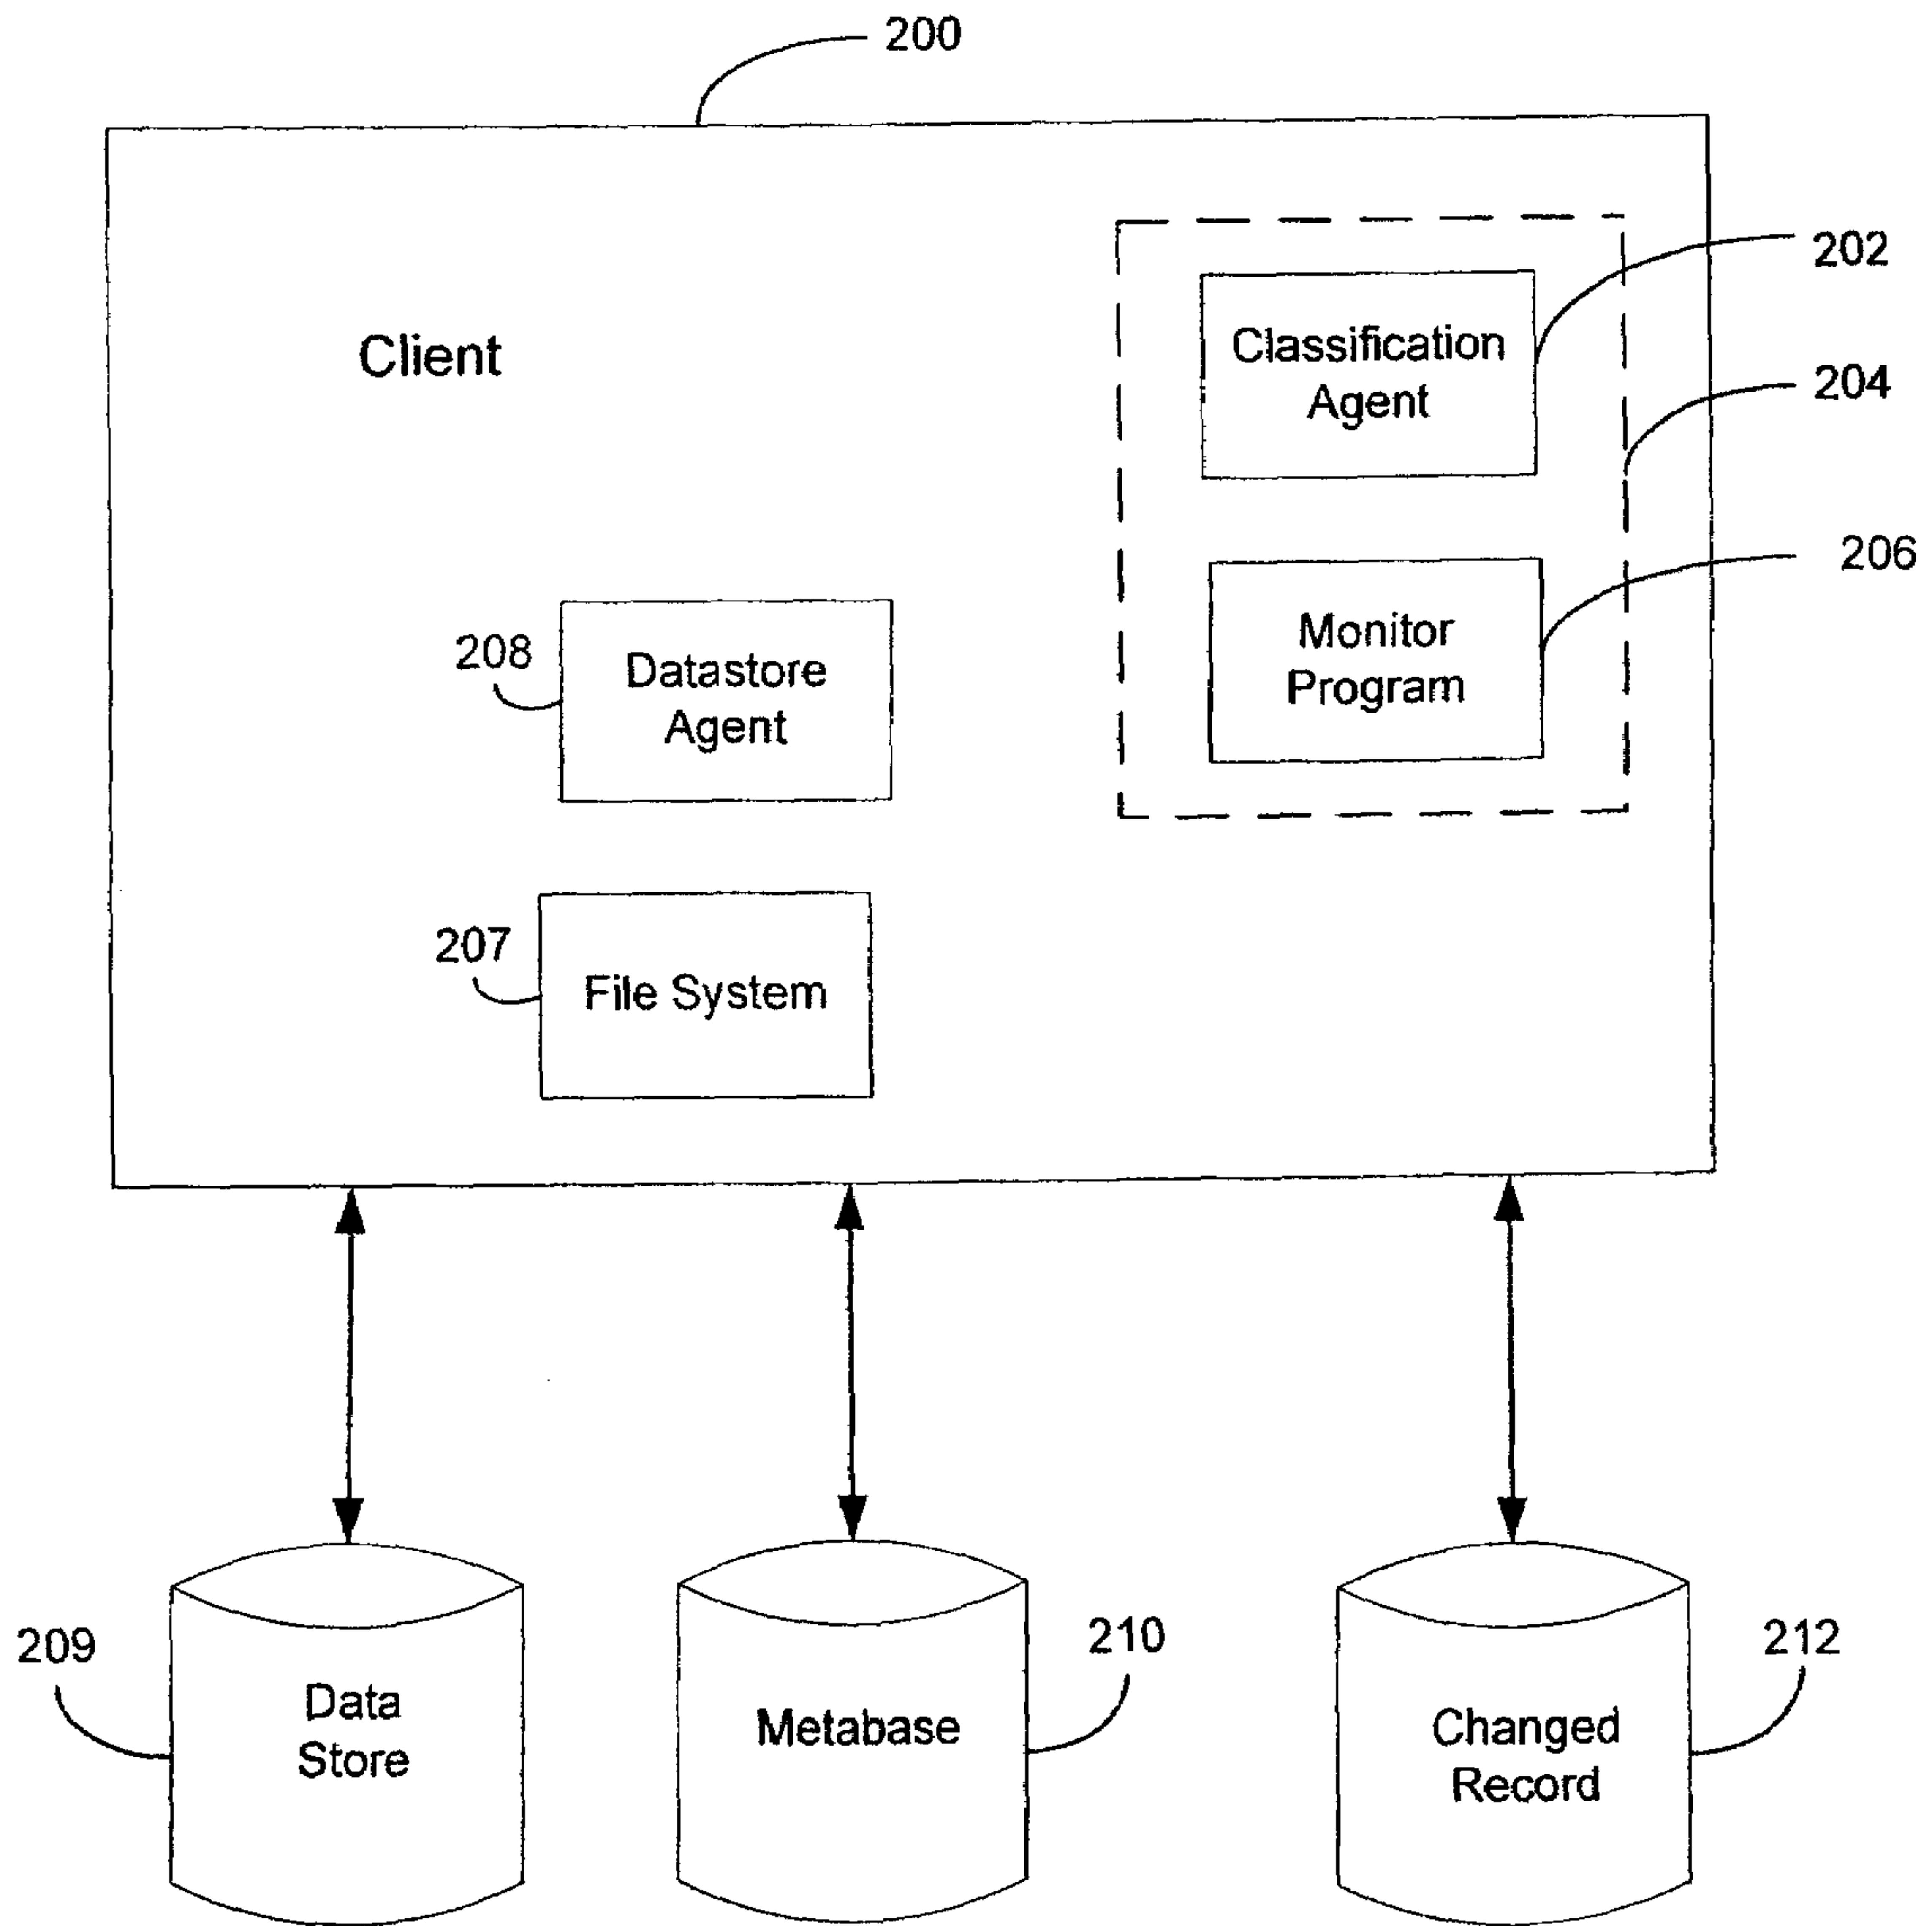 200
202
Client
Classification
Agent
204
206
Monitor
Program
208
Datastore
Agent
207
File System
209
Data
Store
210
Metabase
212
Changed
Record